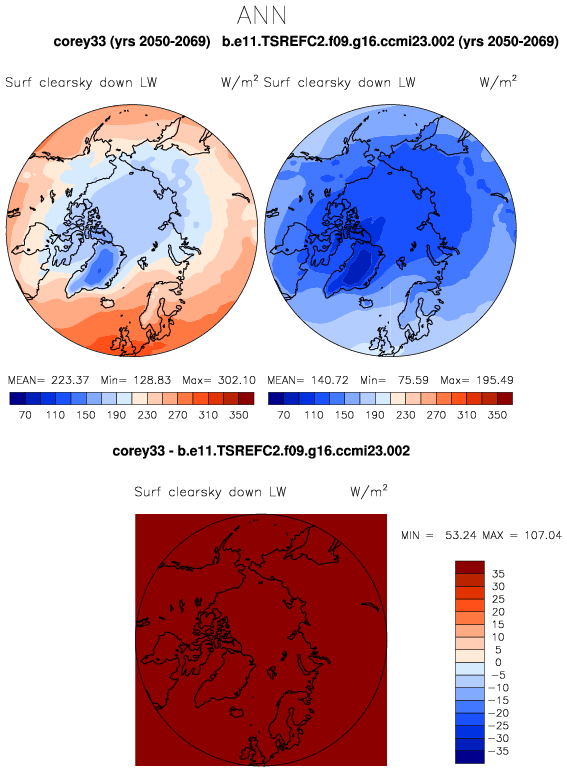 ANN
corey33 (yrs 2050-2069) b.e11.TSREFC2.f09.g16.ccmi23.002 (yrs 2050-2069)
Surf clearsky down LW W/m² Surf clearsky down LW W/m²
MEAN= 223.37 Min= 128.83 Max= 302.10 MEAN= 140.72 Min= 75.59 Max= 195.49
70 110 150 190 230 270 310 350 70 110 150 190 230 270 310 350
corey33 - b.e11.TSREFC2.f09.g16.ccmi23.002
Surf clearsky down LW W/m²
MIN = 53.24 MAX = 107.04
35
30
25
20
15
10
5
0
−5
−10
−15
−20
−25
−30
−35